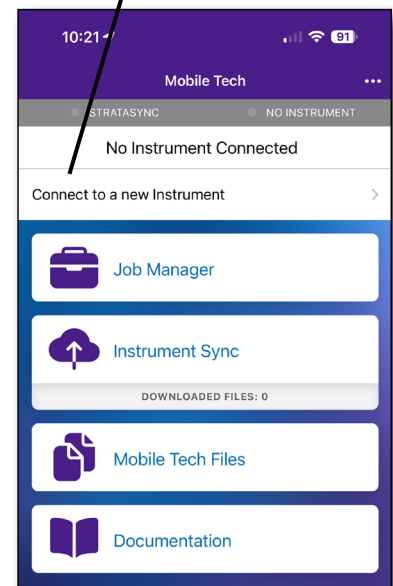 10:21
91
Mobile Tech
STRATASYNC
NO INSTRUMENT
No Instrument Connected
Connect to a new Instrument
Job Manager
Instrument Sync
DOWNLOADED FILES: 0
Mobile Tech Files
Documentation